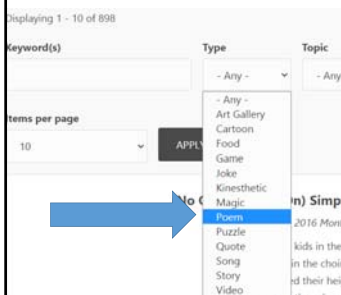 Displaying 1 - 10 of 898
Keyword(s) Type Topic
- Any - - Any
- Any -
Art Gallery
Cartoon
Items per page Food
10 APPLY Game
Joke
Kinesthetic
Magic n) Simp
Poem 2016 Mon
Puzzle
Quote kids in the
Song in the choi
Story ed their hei
Video